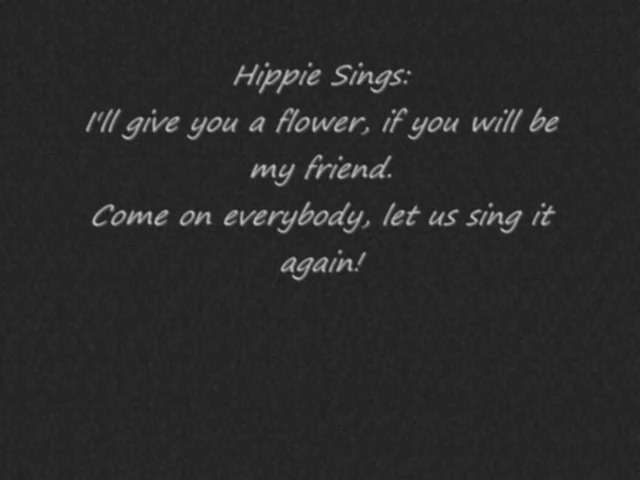 Hippie Sings:
I'll give you a flower, if you will be
my friend.
Come on everybody, let us sing it
again!